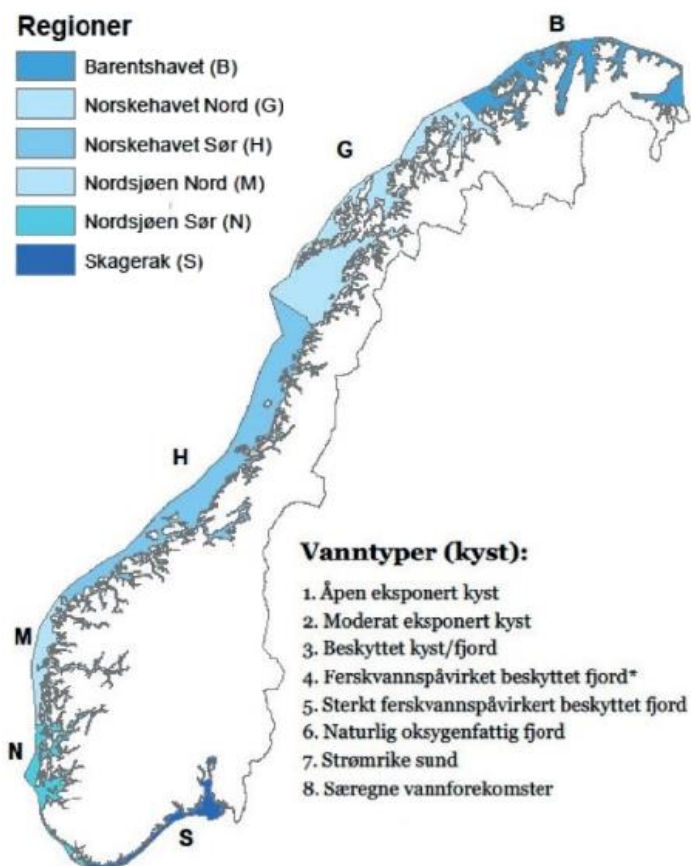 Regioner
Barentshavet (B)
Norskehavet Nord (G)
Norskehavet Sør (H)
Nordsjøen Nord (M)
Nordsjøen Sør (N)
Skagerak (S)
B
G
H
M
N
S
Vanntyper (kyst):
1. Åpen eksponert kyst
2. Moderat eksponert kyst
3. Beskyttet kyst/fjord
4. Ferskvannspåvirket beskyttet fjord*
5. Sterkt ferskvannspåvirkert beskyttet fjord
6. Naturlig oksygenfattig fjord
7. Strømrike sund
8. Særegne vannforekomster